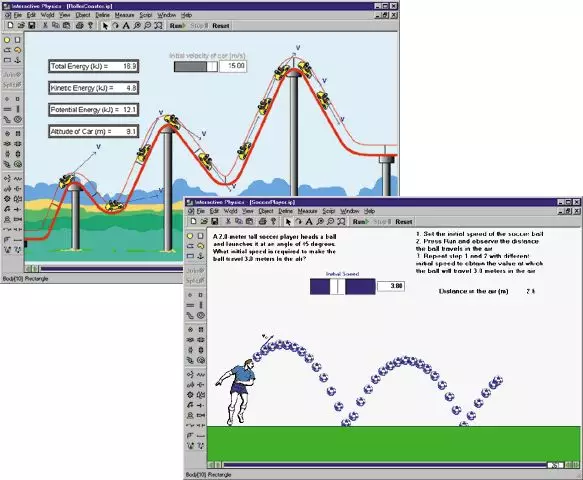 Interactive Physics - [RollerCoaster.ip]
File Edit World View Object Define Measure Script Window Help
Run Stop Reset
Join
Split
Total Energy (kJ) = 16.9
Kinetic Energy (kJ) = 4.8
Potential Energy (kJ) = 12.1
Altitude of Car (m) = 9.1
Initial velocity of car (m/s)
15.00
V
V
V
V
V
V
Body[10] Rectangle
Interactive Physics - [SoccerPlayer.ip]
File Edit World View Object Define Measure Script Window Help
Run Stop Reset
Join
Split
A 2.0 meter tall soccer player heads a ball
and launches it at an angle of 45 degrees.
What initial speed is required to make the
ball travel 3.0 meters in the air?
1. Set the initial speed of the soccer ball
2. Press Run and observe the distance
the ball travels in the air
3. Repeat step 1 and 2 with different
initial speed to obtain the value at which
the ball will travel 3.0 meters in the air
Initial Speed
3.80
Distance in the air (m)
Body[10] Rectangle